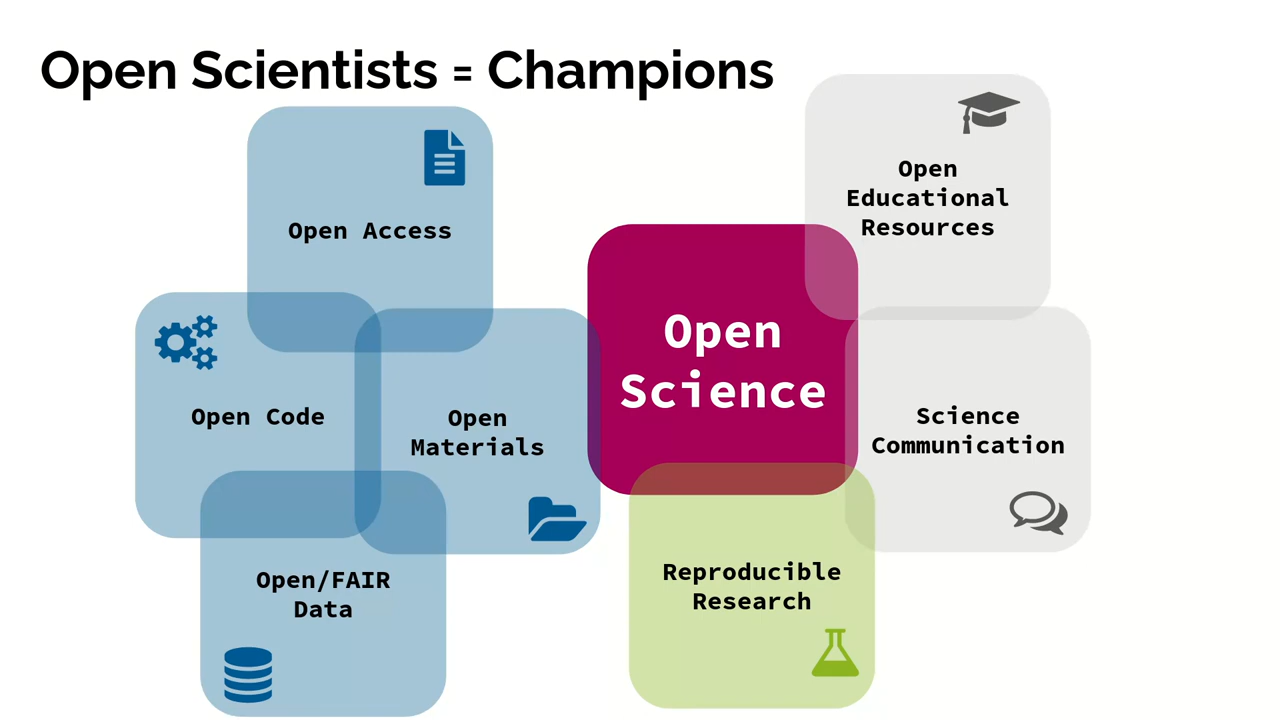 Open Scientists = Champions
Open Access
Open Code
Open
Materials
Open/FAIR
Data
Open
Science
Open
Educational
Resources
Science
Communication
Reproducible
Research